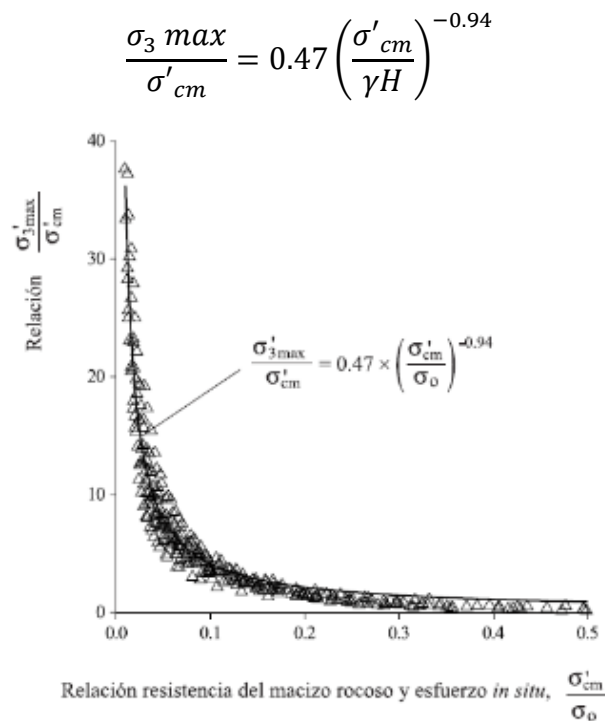 σ₃ max / σ'cm = 0.47 (σ'cm / γH)^−0.94
40
30
20
10
0
Relación σ'3max / σ'cm
σ'3max / σ'cm = 0.47 × (σ'cm / σo)^-0.94
0.0 0.1 0.2 0.3 0.4 0.5
Relación resistencia del macizo rocoso y esfuerzo in situ, σ'cm / σo